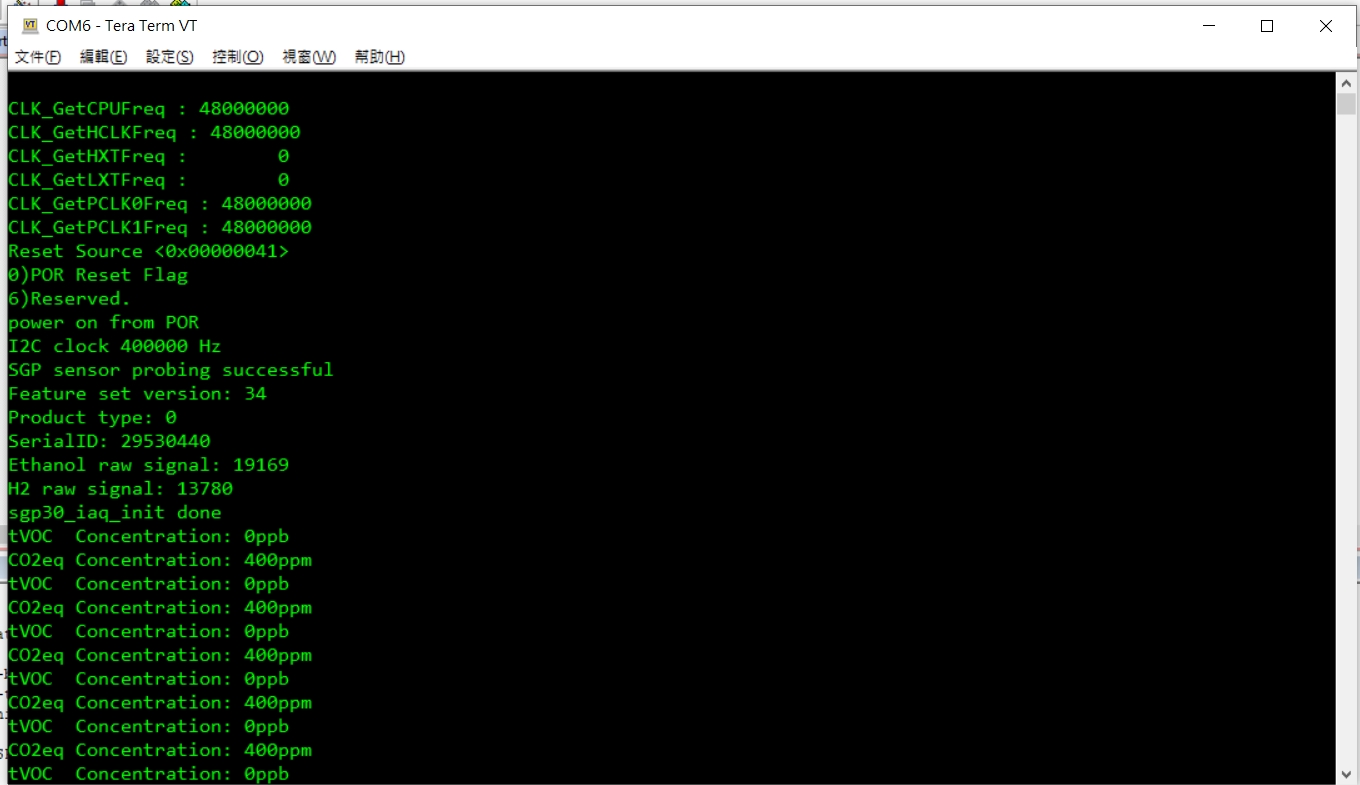 COM6 - Tera Term VT
文件(F) 編輯(E) 設定(S) 控制(O) 視窗(W) 幫助(H)
CLK_GetCPUFreq : 48000000
CLK_GetHCLKFreq : 48000000
CLK_GetHXTFreq :        0
CLK_GetLXTFreq :        0
CLK_GetPCLK0Freq : 48000000
CLK_GetPCLK1Freq : 48000000
Reset Source <0x00000041>
0)POR Reset Flag
6)Reserved.
power on from POR
I2C clock 400000 Hz
SGP sensor probing successful
Feature set version: 34
Product type: 0
SerialID: 29530440
Ethanol raw signal: 19169
H2 raw signal: 13780
sgp30_iaq_init done
tVOC  Concentration: 0ppb
CO2eq Concentration: 400ppm
tVOC  Concentration: 0ppb
CO2eq Concentration: 400ppm
tVOC  Concentration: 0ppb
CO2eq Concentration: 400ppm
tVOC  Concentration: 0ppb
CO2eq Concentration: 400ppm
tVOC  Concentration: 0ppb
CO2eq Concentration: 400ppm
tVOC  Concentration: 0ppb